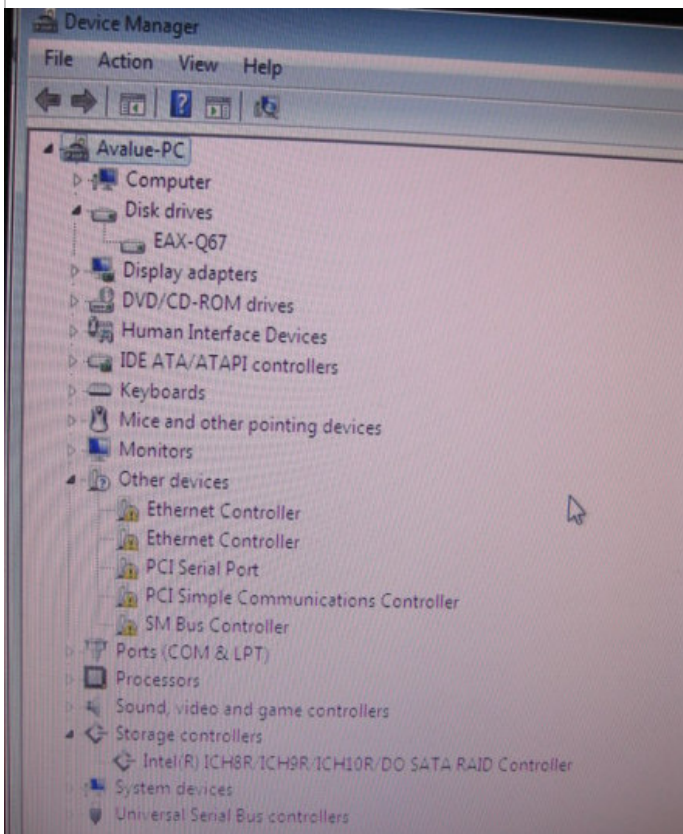 Device Manager
File Action View Help
Avalue-PC
Computer
Disk drives
EAX-Q67
Display adapters
DVD/CD-ROM drives
Human Interface Devices
IDE ATA/ATAPI controllers
Keyboards
Mice and other pointing devices
Monitors
Other devices
Ethernet Controller
Ethernet Controller
PCI Serial Port
PCI Simple Communications Controller
SM Bus Controller
Ports (COM & LPT)
Processors
Sound, video and game controllers
Storage controllers
Intel(R) ICH8R/ICH9R/ICH10R/DO SATA RAID Controller
System devices
Universal Serial Bus controllers